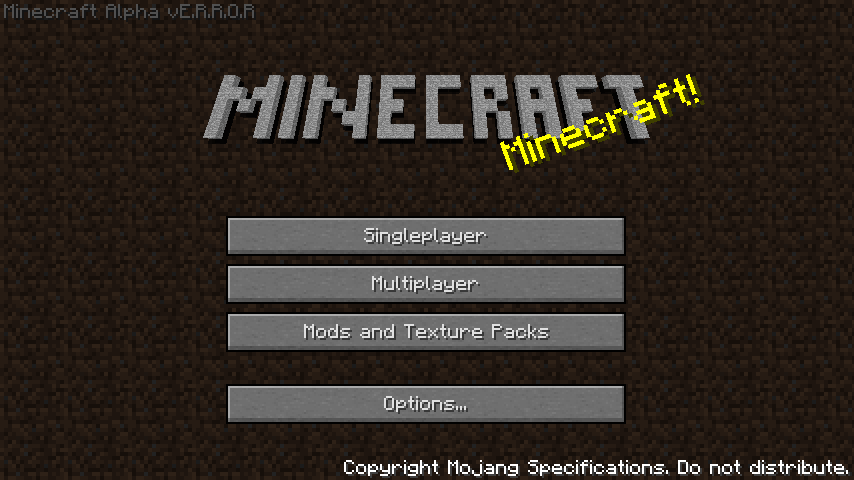 Minecraft Alpha vE.R.R.O.R
MINECRAFT
Minecraft!
Singleplayer
Multiplayer
Mods and Texture Packs
Options...
Copyright Mojang Specifications. Do not distribute.